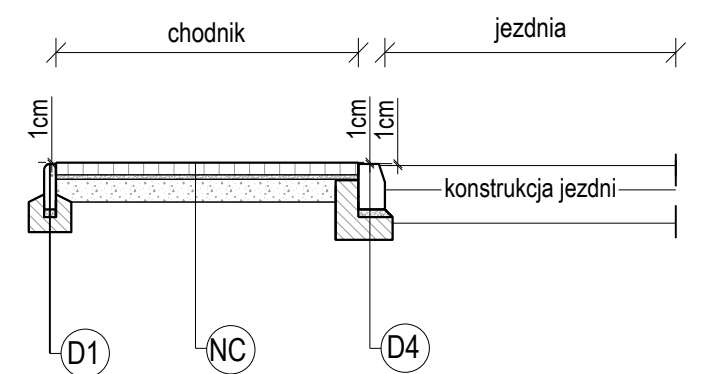 chodnik
jezdnia
1cm
1cm
1cm
konstrukcja jezdni
D1
NC
D4